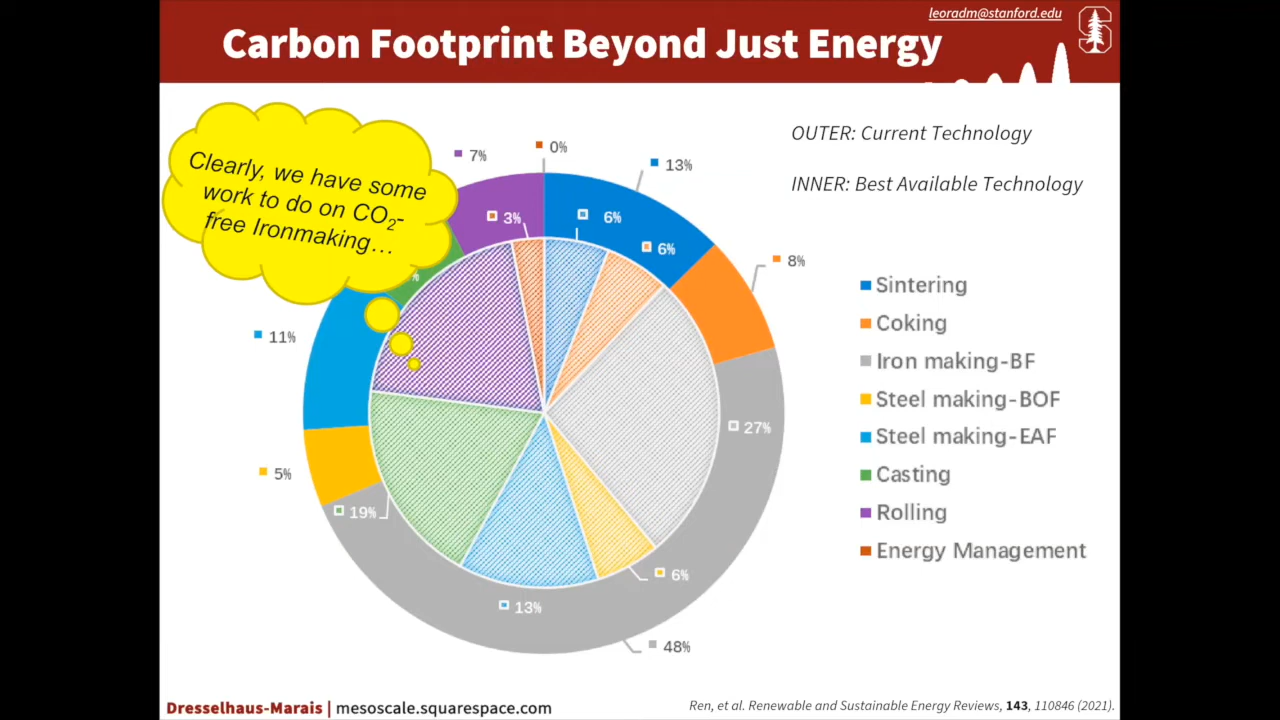 leoradm@stanford.edu
Carbon Footprint Beyond Just Energy
Clearly, we have some
work to do on CO2-
free Ironmaking...
OUTER: Current Technology
INNER: Best Available Technology
7%
0%
13%
3%
6%
6%
8%
11%
27%
5%
19%
6%
13%
48%
Sintering
Coking
Iron making-BF
Steel making-BOF
Steel making-EAF
Casting
Rolling
Energy Management
Dresselhaus-Marais | mesoscale.squarespace.com
Ren, et al. Renewable and Sustainable Energy Reviews, 143, 110846 (2021).